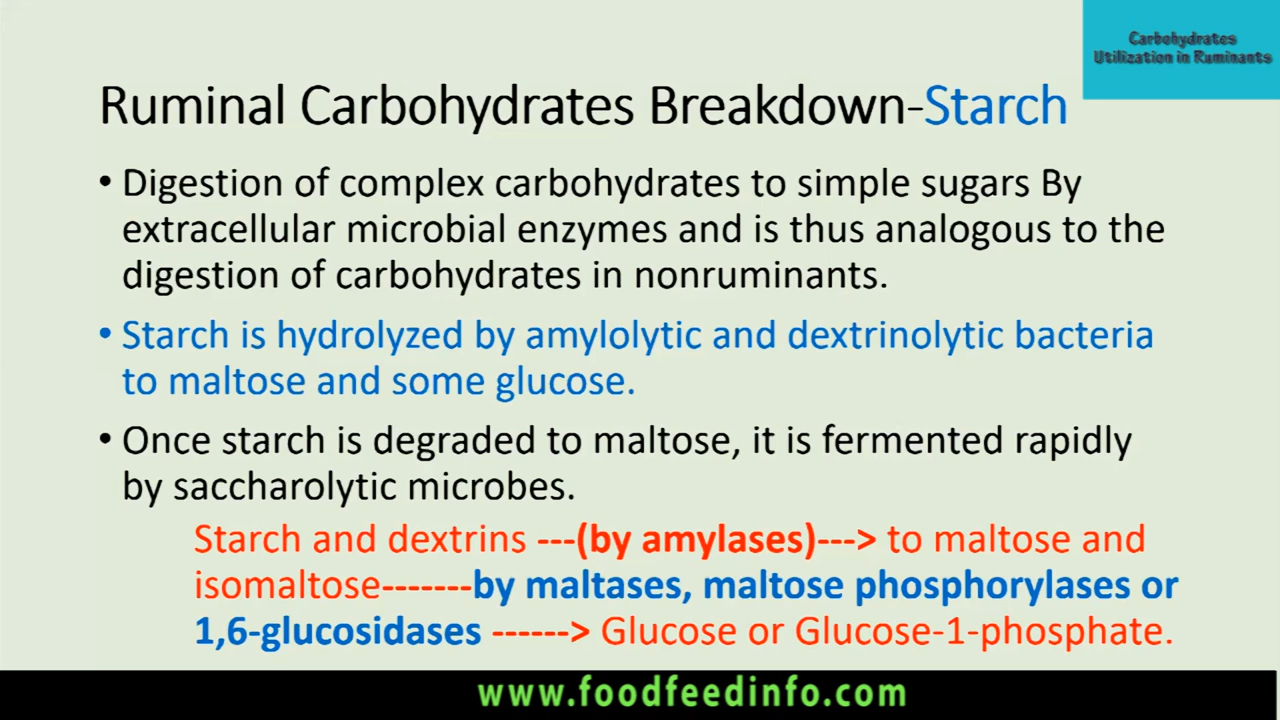 Carbohydrates
Utilization in Ruminants
Ruminal Carbohydrates Breakdown-Starch
• Digestion of complex carbohydrates to simple sugars By
extracellular microbial enzymes and is thus analogous to the
digestion of carbohydrates in nonruminants.
• Starch is hydrolyzed by amylolytic and dextrinolytic bacteria
to maltose and some glucose.
• Once starch is degraded to maltose, it is fermented rapidly
by saccharolytic microbes.
Starch and dextrins ---(by amylases)---> to maltose and
isomaltose-------by maltases, maltose phosphorylases or
1,6-glucosidases ------> Glucose or Glucose-1-phosphate.
www.foodfeedinfo.com